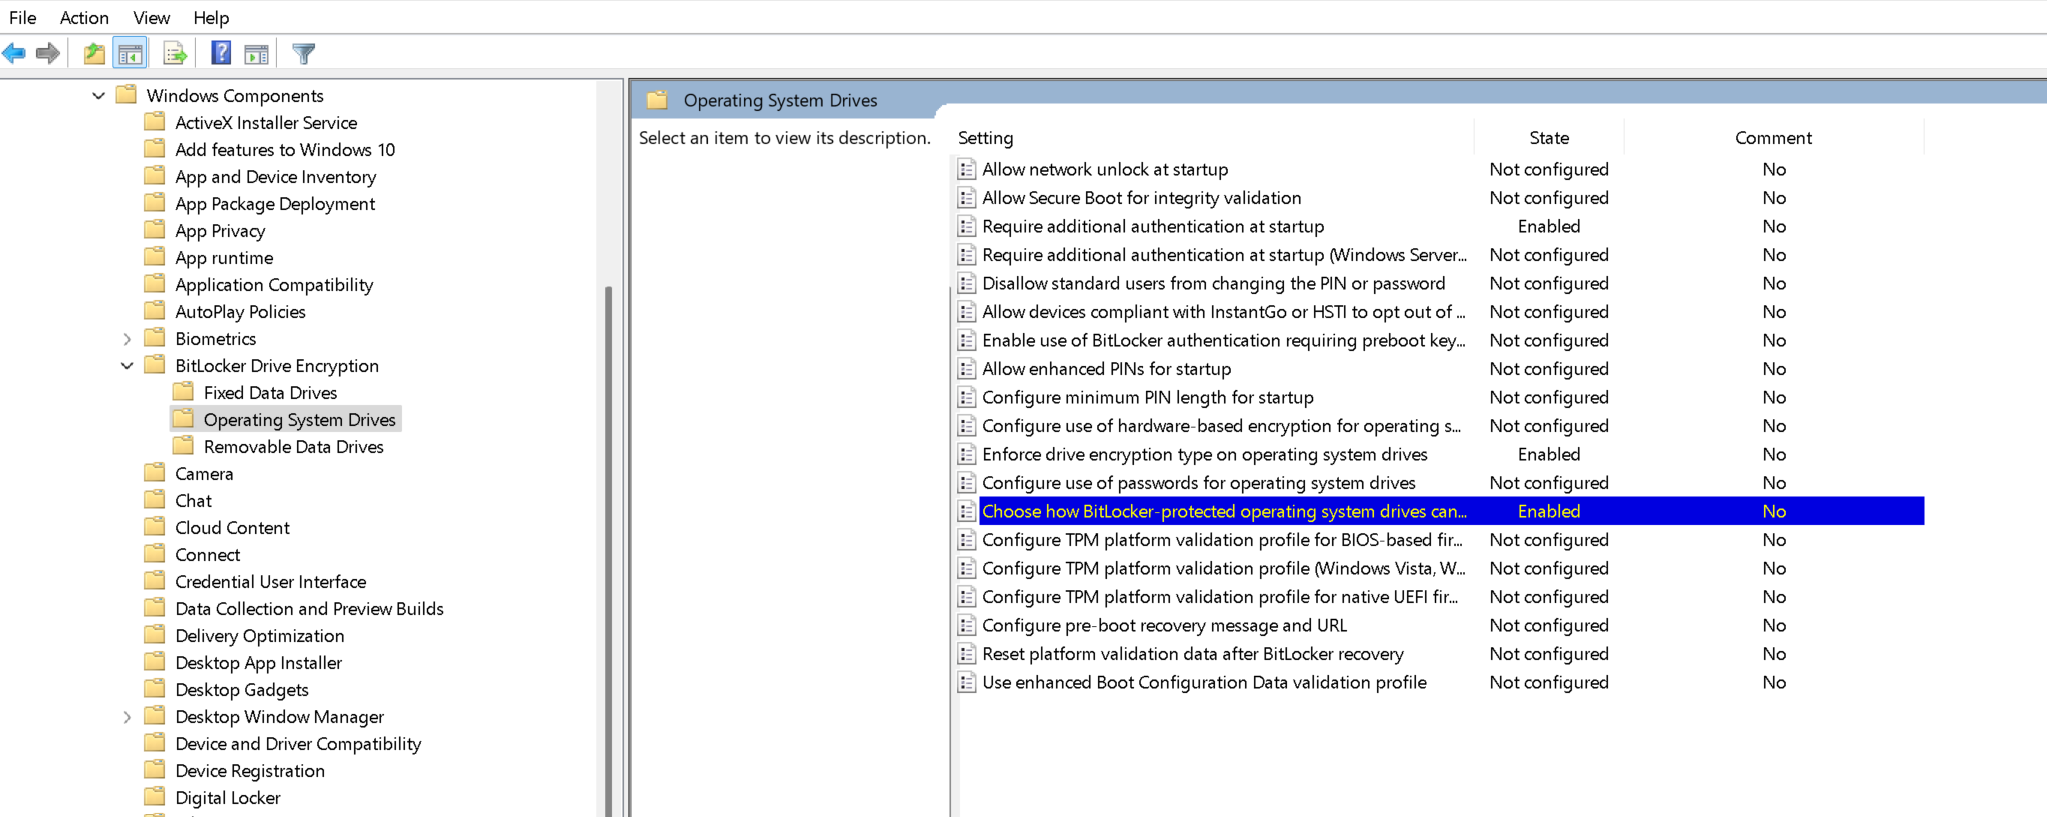 File Action View Help
Windows Components
ActiveX Installer Service
Add features to Windows 10
App and Device Inventory
App Package Deployment
App Privacy
App runtime
Application Compatibility
AutoPlay Policies
Biometrics
BitLocker Drive Encryption
Fixed Data Drives
Operating System Drives
Removable Data Drives
Camera
Chat
Cloud Content
Connect
Credential User Interface
Data Collection and Preview Builds
Delivery Optimization
Desktop App Installer
Desktop Gadgets
Desktop Window Manager
Device and Driver Compatibility
Device Registration
Digital Locker
Operating System Drives
Select an item to view its description.
Setting State Comment
Allow network unlock at startup Not configured No
Allow Secure Boot for integrity validation Not configured No
Require additional authentication at startup Enabled No
Require additional authentication at startup (Windows Server... Not configured No
Disallow standard users from changing the PIN or password Not configured No
Allow devices compliant with InstantGo or HSTI to opt out of ... Not configured No
Enable use of BitLocker authentication requiring preboot key... Not configured No
Allow enhanced PINs for startup Not configured No
Configure minimum PIN length for startup Not configured No
Configure use of hardware-based encryption for operating s... Not configured No
Enforce drive encryption type on operating system drives Enabled No
Configure use of passwords for operating system drives Not configured No
Choose how BitLocker-protected operating system drives can... Enabled No
Configure TPM platform validation profile for BIOS-based fir... Not configured No
Configure TPM platform validation profile (Windows Vista, W... Not configured No
Configure TPM platform validation profile for native UEFI fir... Not configured No
Configure pre-boot recovery message and URL Not configured No
Reset platform validation data after BitLocker recovery Not configured No
Use enhanced Boot Configuration Data validation profile Not configured No